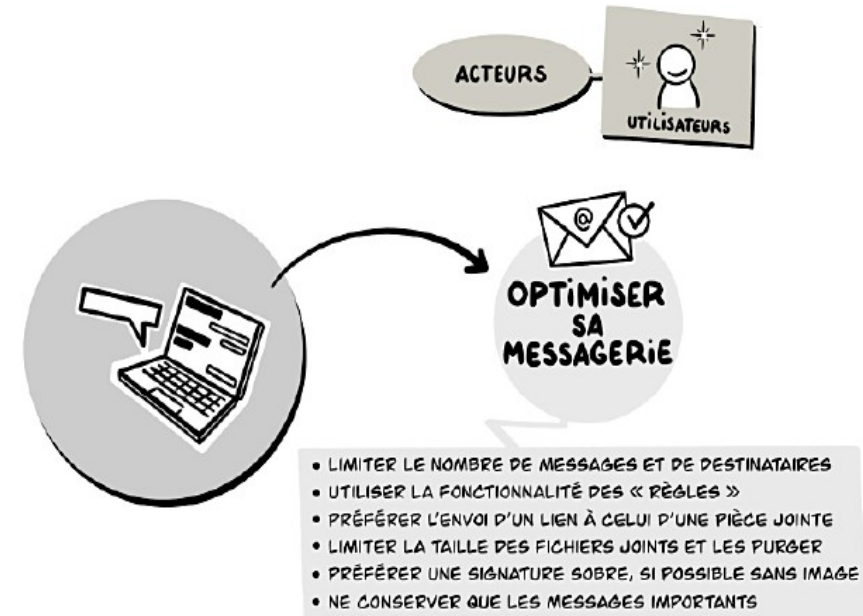 ACTEURS
UTILISATEURS
@
OPTIMISER
SA
MESSAGERIE
• LIMITER LE NOMBRE DE MESSAGES ET DE DESTINATAIRES
• UTILISER LA FONCTIONNALITÉ DES « RÈGLES »
• PRÉFÉRER L'ENVOI D'UN LIEN À CELUI D'UNE PIÈCE JOINTE
• LIMITER LA TAILLE DES FICHIERS JOINTS ET LES PURGER
• PRÉFÉRER UNE SIGNATURE SOBRE, SI POSSIBLE SANS IMAGE
• NE CONSERVER QUE LES MESSAGES IMPORTANTS